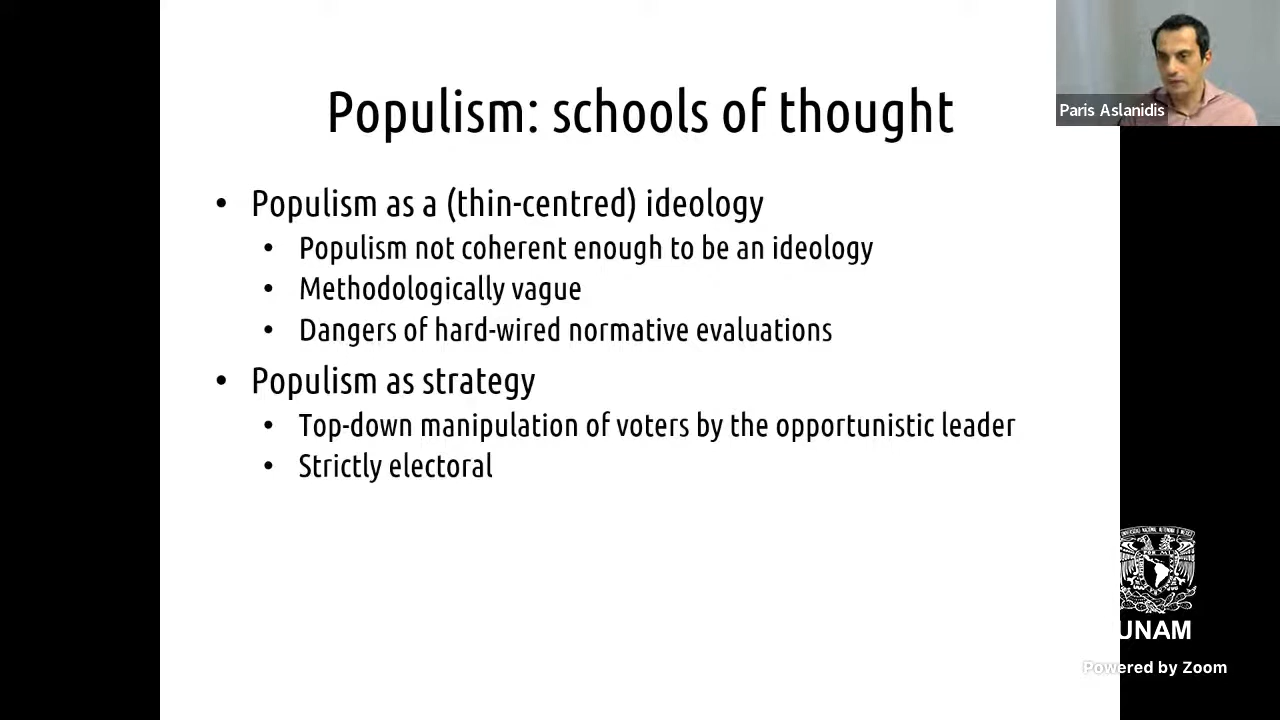 Populism: schools of thought
Paris Aslanidis
• Populism as a (thin-centred) ideology
• Populism not coherent enough to be an ideology
• Methodologically vague
• Dangers of hard-wired normative evaluations
• Populism as strategy
• Top-down manipulation of voters by the opportunistic leader
• Strictly electoral
UNAM
Powered by Zoom